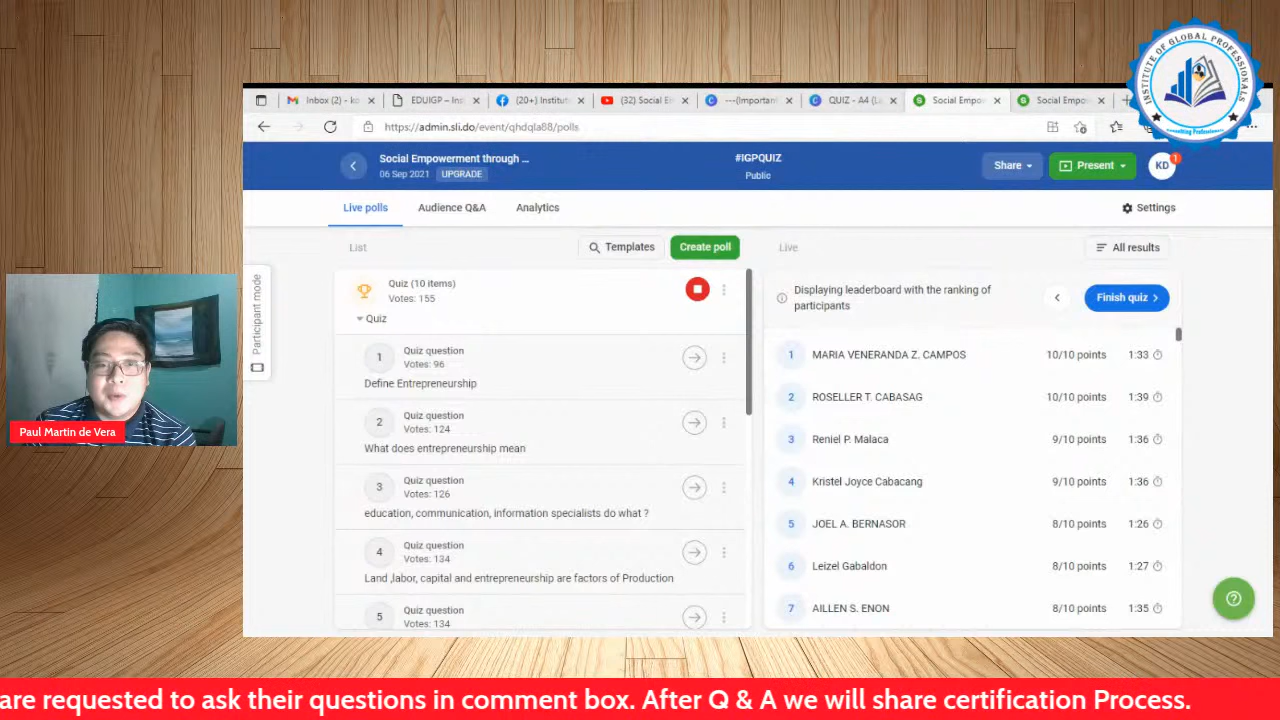 Inbox (2) - ko
EDUIGP – Ins
(20+) Institut
(32) Social E
---(Important
QUIZ - A4 (La
Social Empo
Social Empo
INSTITUTE OF GLOBAL PROFESSIONALS
Consulting Professionals
https://admin.sli.do/event/qhdqla88/polls
Social Empowerment through ...
06 Sep 2021 UPGRADE
#IGPQUIZ
Public
Share
Present
KD
1
Live polls
Audience Q&A
Analytics
Settings
List
Templates
Create poll
Live
All results
Participant mode
Quiz (10 items)
Votes: 155
Quiz
1
Quiz question
Votes: 96
Define Entrepreneurship
2
Quiz question
Votes: 124
What does entrepreneurship mean
3
Quiz question
Votes: 126
education, communication, information specialists do what ?
4
Quiz question
Votes: 134
Land ,labor, capital and entrepreneurship are factors of Production
5
Quiz question
Votes: 134
Displaying leaderboard with the ranking of
participants
Finish quiz
1 MARIA VENERANDA Z. CAMPOS 10/10 points 1:33
2 ROSELLER T. CABASAG 10/10 points 1:39
3 Reniel P. Malaca 9/10 points 1:36
4 Kristel Joyce Cabacang 9/10 points 1:36
5 JOEL A. BERNASOR 8/10 points 1:26
6 Leizel Gabaldon 8/10 points 1:27
7 AILLEN S. ENON 8/10 points 1:35
Paul Martin de Vera
are requested to ask their questions in comment box. After Q & A we will share certification Process.